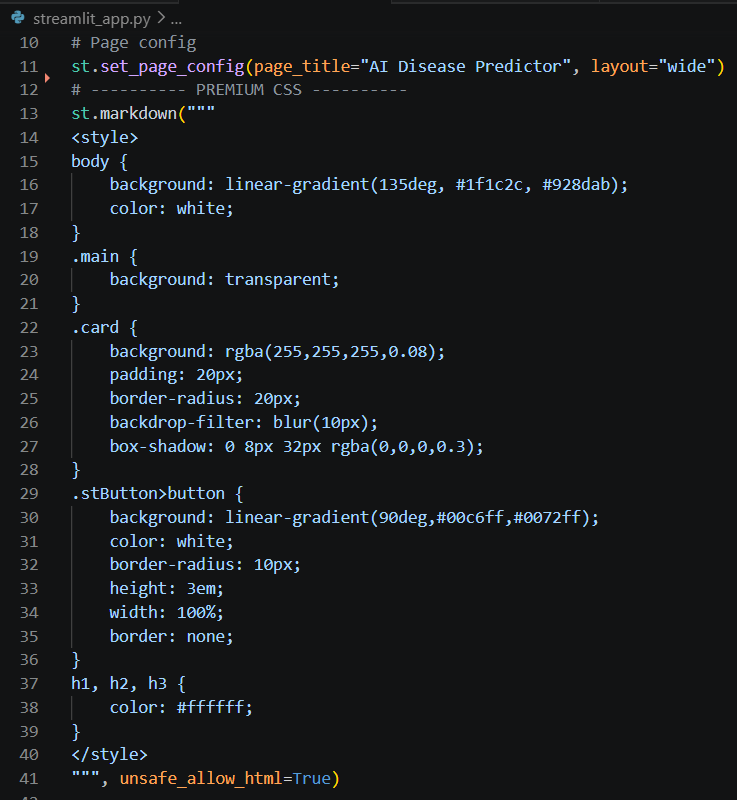 streamlit_app.py > ...
10 # Page config
11 st.set_page_config(page_title="AI Disease Predictor", layout="wide")
12 # ---------- PREMIUM CSS ----------
13 st.markdown("""
14 <style>
15 body {
16     background: linear-gradient(135deg, #1f1c2c, #928dab);
17     color: white;
18 }
19 .main {
20     background: transparent;
21 }
22 .card {
23     background: rgba(255,255,255,0.08);
24     padding: 20px;
25     border-radius: 20px;
26     backdrop-filter: blur(10px);
27     box-shadow: 0 8px 32px rgba(0,0,0,0.3);
28 }
29 .stButton>button {
30     background: linear-gradient(90deg,#00c6ff,#0072ff);
31     color: white;
32     border-radius: 10px;
33     height: 3em;
34     width: 100%;
35     border: none;
36 }
37 h1, h2, h3 {
38     color: #ffffff;
39 }
40 </style>
41 """, unsafe_allow_html=True)